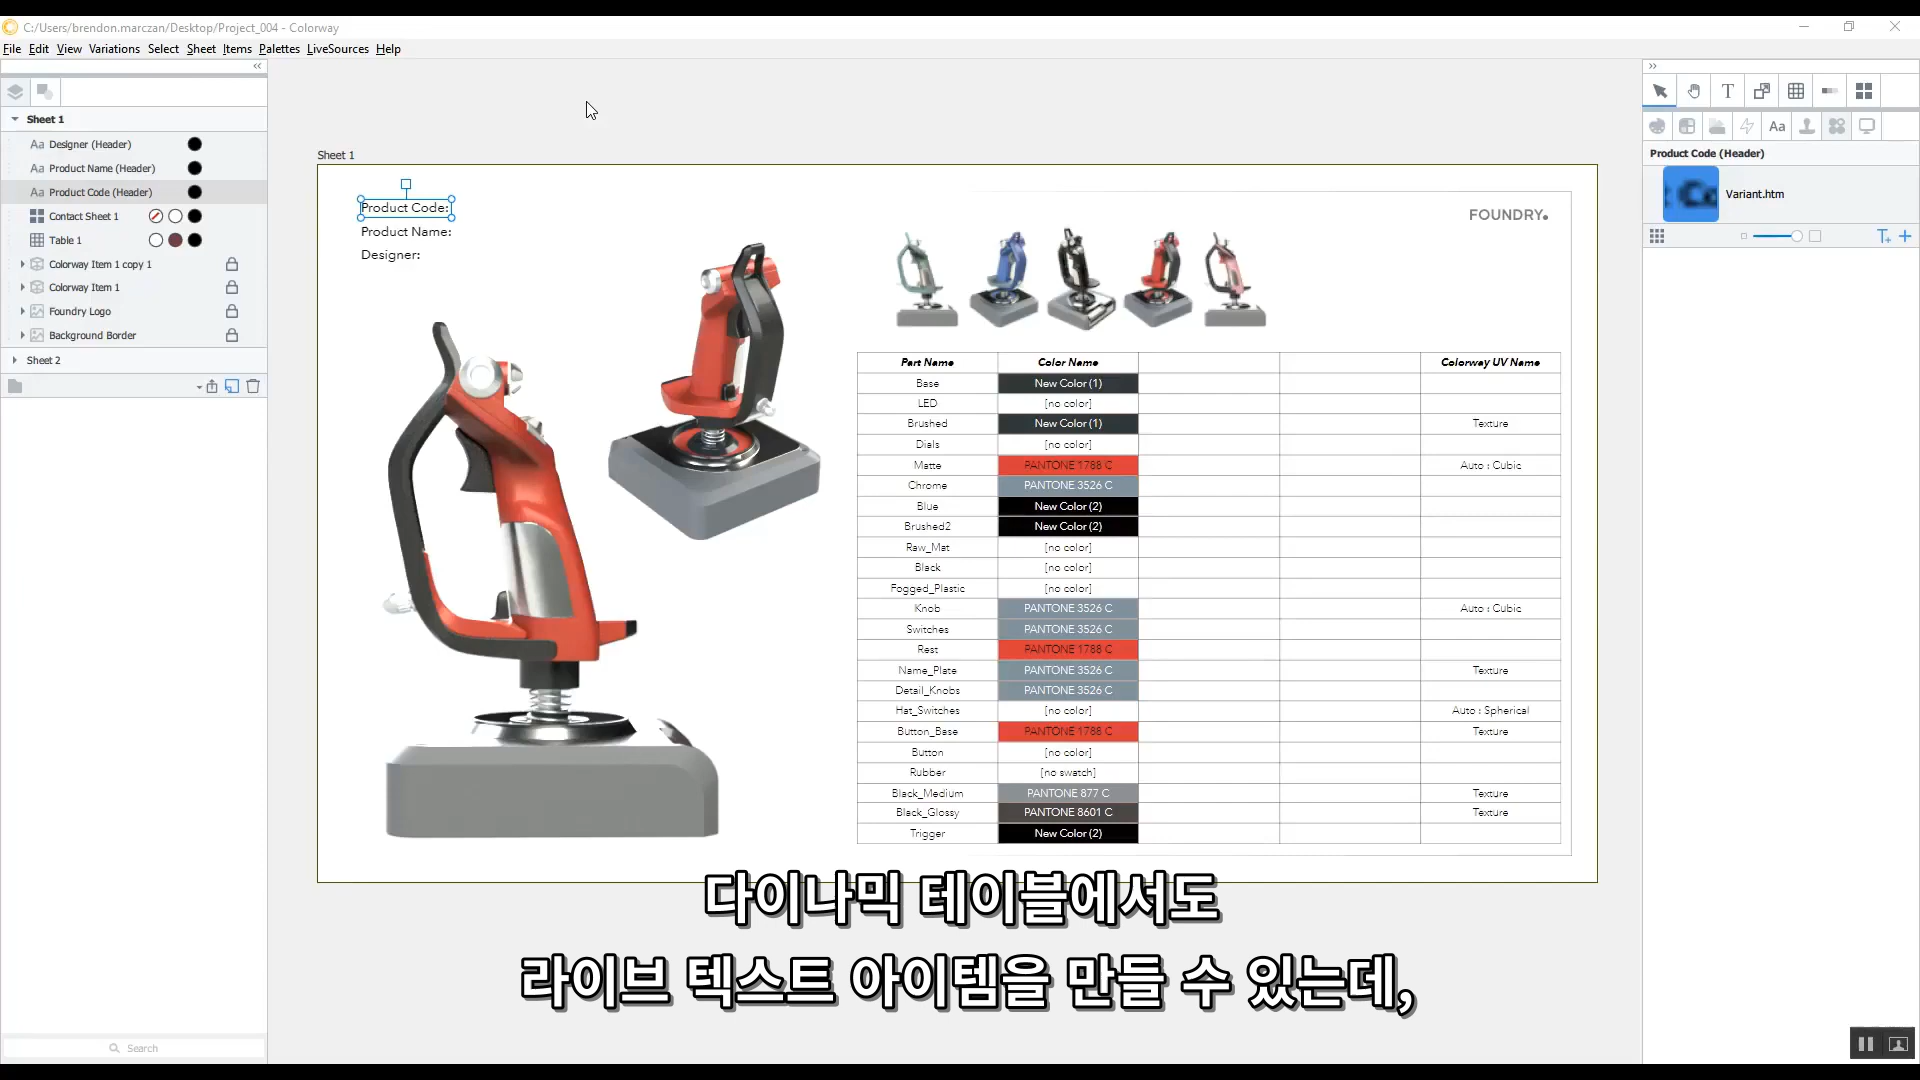 C:/Users/brendon.marczan/Desktop/Project_004 - Colorway
File Edit View Variations Select Sheet Items Palettes LiveSources Help
Sheet 1
Aa Designer (Header)
Aa Product Name (Header)
Aa Product Code (Header)
Contact Sheet 1
Table 1
Colorway Item 1 copy 1
Colorway Item 1
Foundry Logo
Background Border
Sheet 2
Search
Sheet 1
Product Code:
Product Name:
Designer:
FOUNDRY.
Part Name Color Name Colorway UV Name
Base New Color (1)
LED [no color]
Brushed New Color (1) Texture
Dials [no color]
Matte PANTONE 1788 C Auto : Cubic
Chrome PANTONE 3526 C
Blue New Color (2)
Brushed2 New Color (2)
Raw_Mat [no color]
Black [no color]
Fogged_Plastic [no color]
Knob PANTONE 3526 C Auto : Cubic
Switches PANTONE 3526 C
Rest PANTONE 1788 C
Name_Plate PANTONE 3526 C Texture
Detail_Knobs PANTONE 3526 C
Hat_Switches [no color] Auto : Spherical
Button_Base PANTONE 1788 C Texture
Button [no color]
Rubber [no swatch]
Black_Medium PANTONE 877 C Texture
Black_Glossy PANTONE 8601 C Texture
Trigger New Color (2)
T
Aa
Product Code (Header)
Variant.htm
다이나믹 테이블에서도
라이브 텍스트 아이템을 만들 수 있는데,